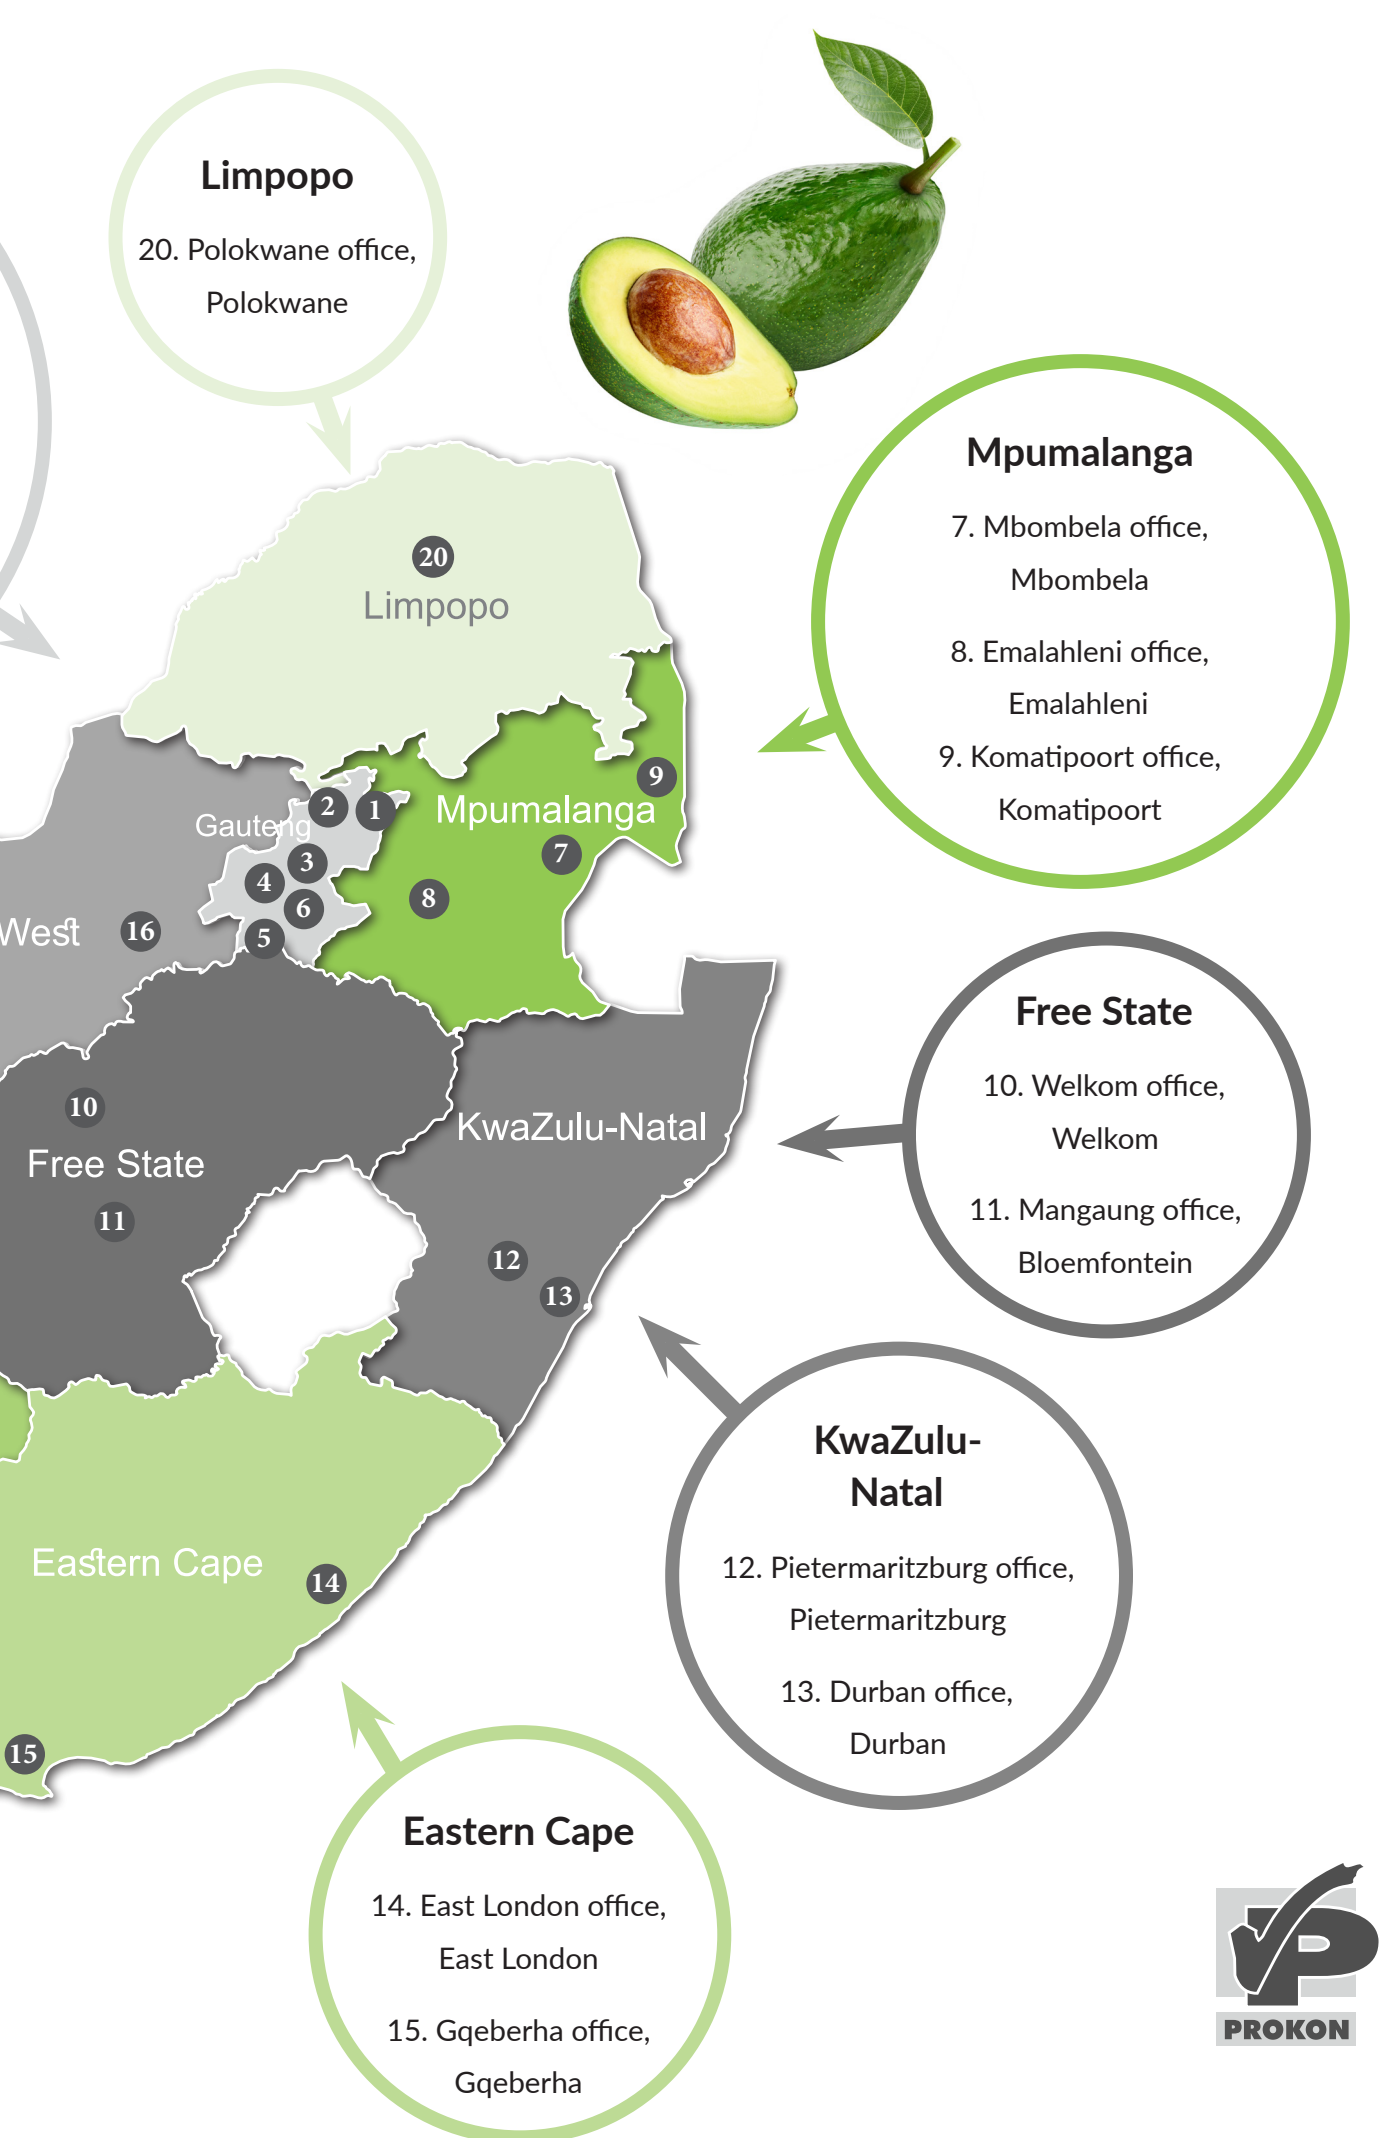 Limpopo
20. Polokwane office,
Polokwane
Mpumalanga
7. Mbombela office,
Mbombela
8. Emalahleni office,
Emalahleni
9. Komatipoort office,
Komatipoort
20
Limpopo
9
Mpumalanga
2
1
Gauteng
3
7
4
8
6
West
16
5
Free State
10. Welkom office,
Welkom
11. Mangaung office,
Bloemfontein
10
KwaZulu-Natal
Free State
11
12
13
KwaZulu-
Natal
12. Pietermaritzburg office,
Pietermaritzburg
13. Durban office,
Durban
Eastern Cape
14
15
Eastern Cape
14. East London office,
East London
15. Gqeberha office,
Gqeberha
P
PROKON